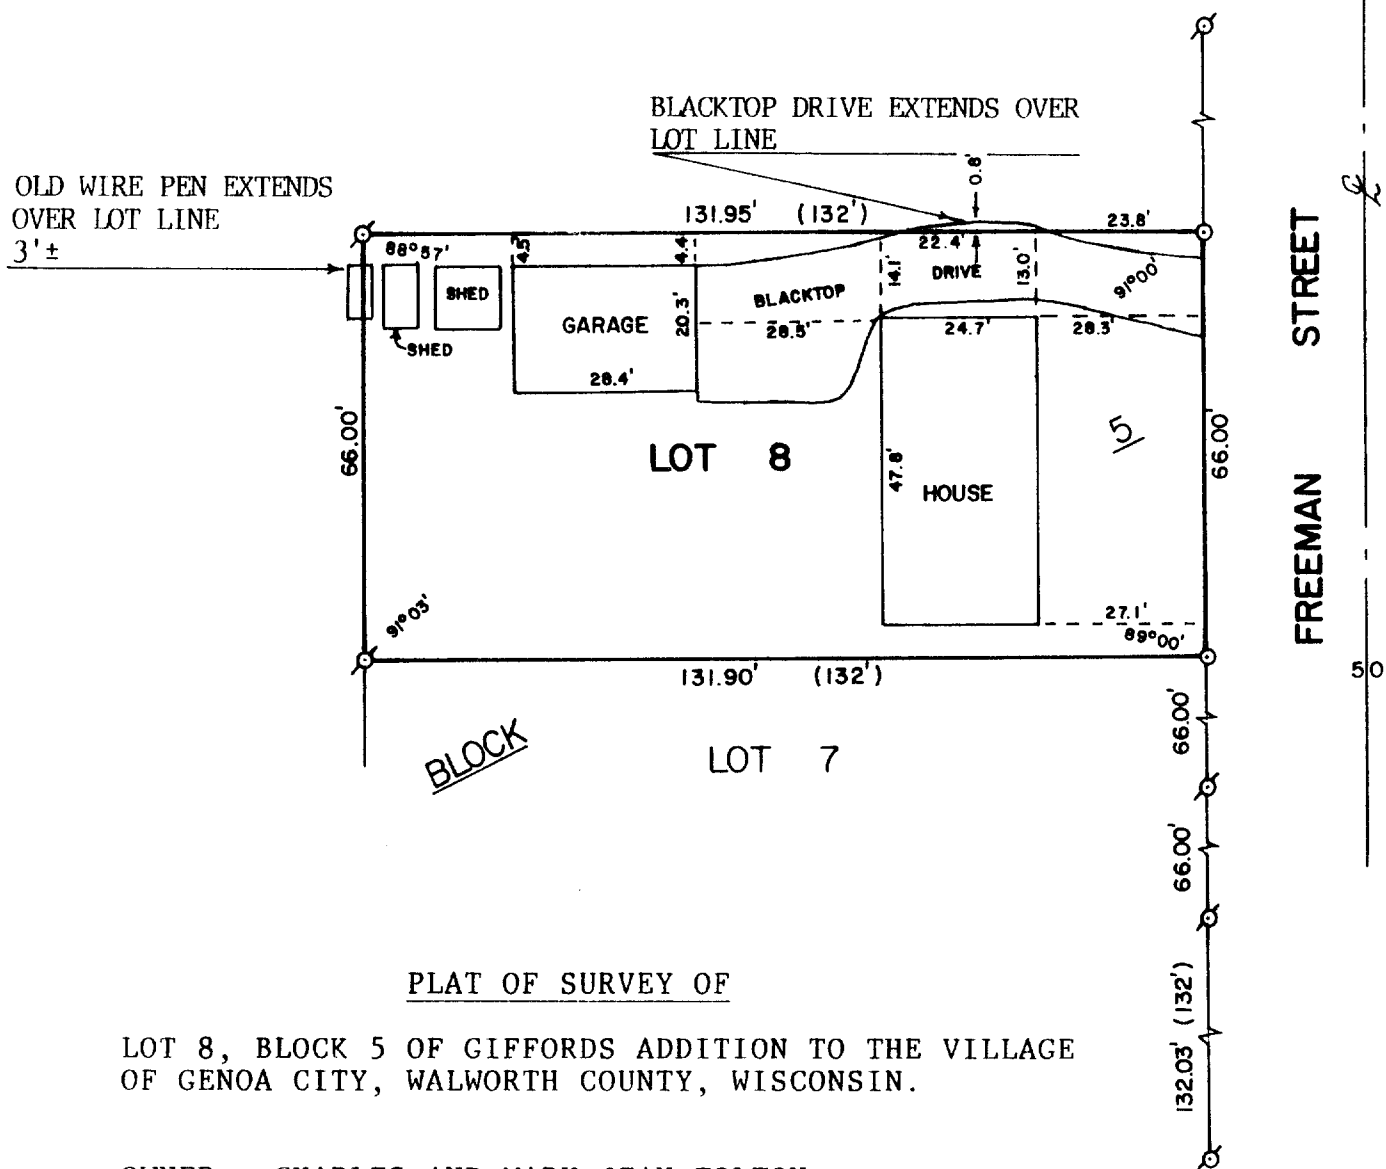 BLACKTOP DRIVE EXTENDS OVER
LOT LINE
0.8'
OLD WIRE PEN EXTENDS
OVER LOT LINE
3'±
131.95' (132')
23.8'
88°57'
4.5'
4.4'
22.4'
14.1'
DRIVE
13.0'
91°00'
SHED
BLACKTOP
GARAGE
20.3'
28.5'
24.7'
28.3'
SHED
28.4'
66.00'
LOT 8
47.8'
HOUSE
5
66.00'
FREEMAN STREET
50
91°03'
27.1'
89°00'
131.90' (132')
66.00'
BLOCK
LOT 7
66.00'
132.03' (132')
PLAT OF SURVEY OF
LOT 8, BLOCK 5 OF GIFFORDS ADDITION TO THE VILLAGE
OF GENOA CITY, WALWORTH COUNTY, WISCONSIN.